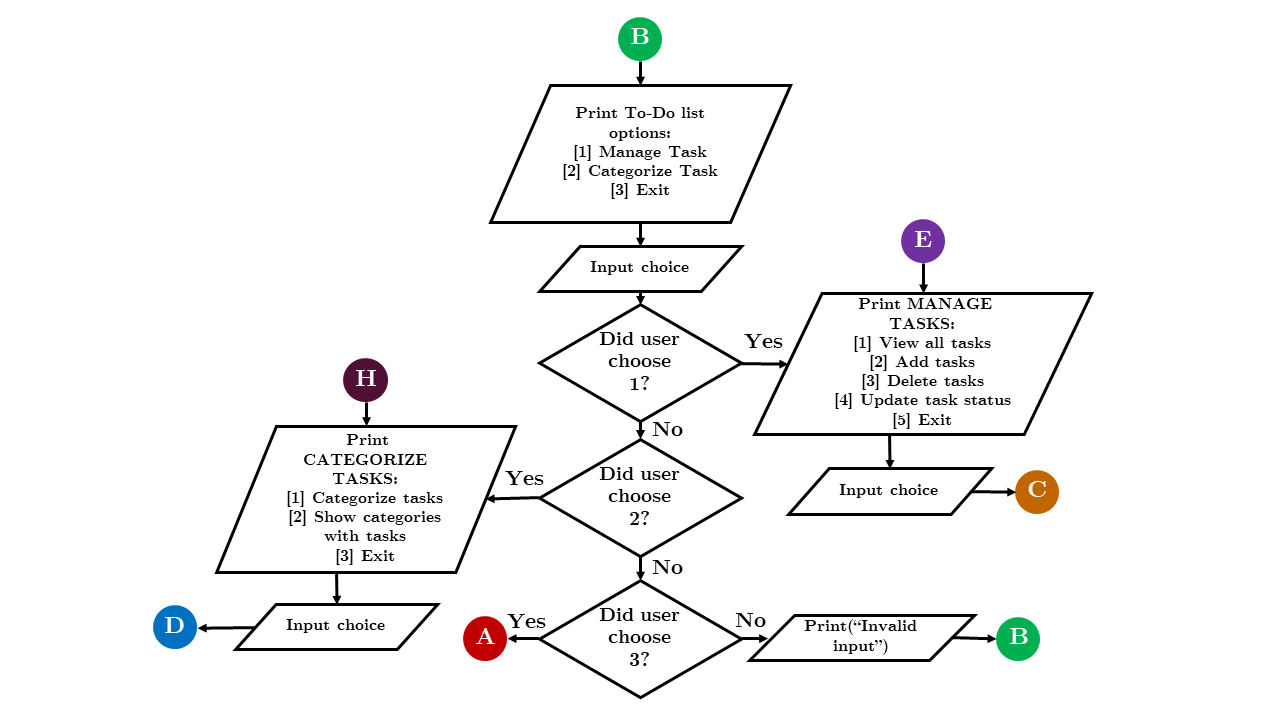 B
Print To-Do list
options:
[1] Manage Task
[2] Categorize Task
[3] Exit
Input choice
E
Did user
choose
1?
Yes
Print MANAGE
TASKS:
[1] View all tasks
[2] Add tasks
[3] Delete tasks
[4] Update task status
[5] Exit
No
Input choice
C
H
Did user
choose
2?
Yes
Print
CATEGORIZE
TASKS:
[1] Categorize tasks
[2] Show categories
with tasks
[3] Exit
No
Input choice
D
Did user
choose
3?
Yes
A
No
Print(“Invalid
input”)
B